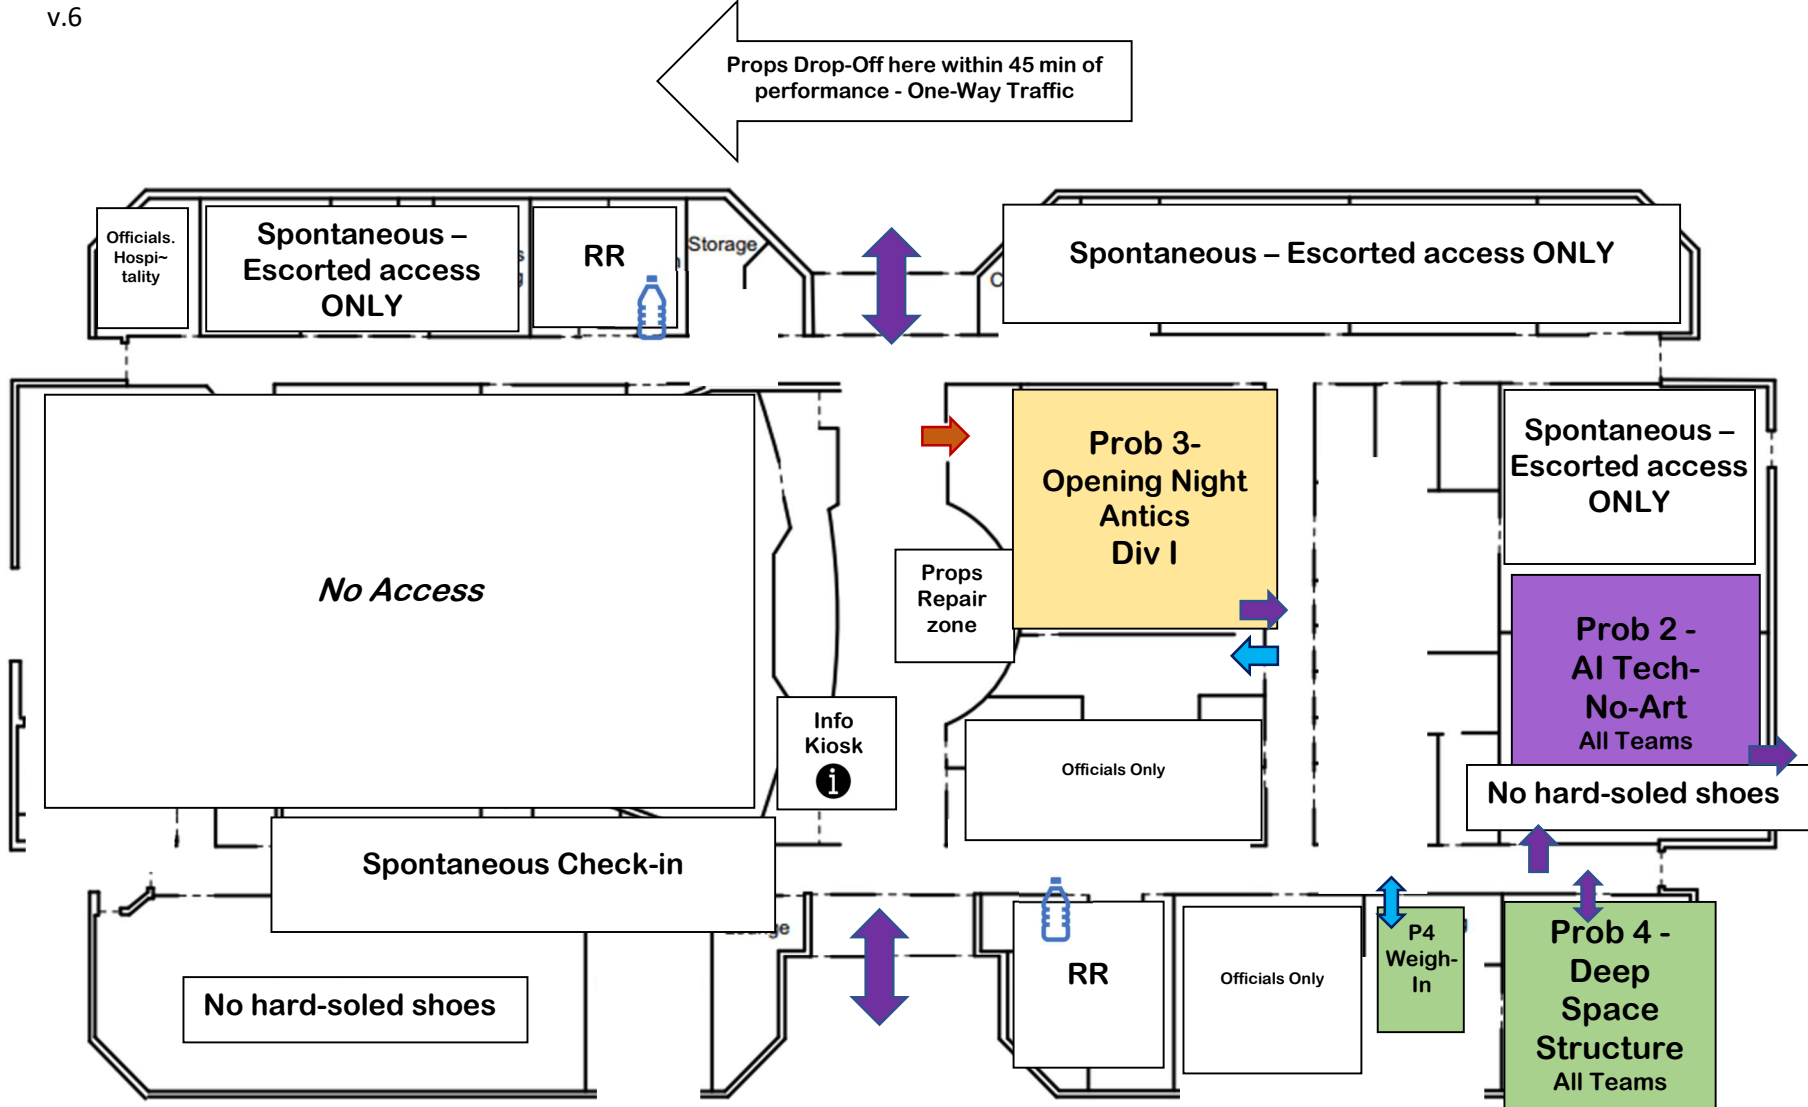 v.6
Props Drop-Off here within 45 min of
performance - One-Way Traffic
Officials.
Hospi~
tality
Spontaneous –
Escorted access
ONLY
RR
Storage
Spontaneous – Escorted access ONLY
Prob 3-
Opening Night
Antics
Div I
Spontaneous –
Escorted access
ONLY
No Access
Props
Repair
zone
Prob 2 -
AI Tech-
No-Art
All Teams
Info
Kiosk
i
Officials Only
No hard-soled shoes
Spontaneous Check-in
No hard-soled shoes
RR
Officials Only
P4
Weigh-
In
Prob 4 -
Deep
Space
Structure
All Teams